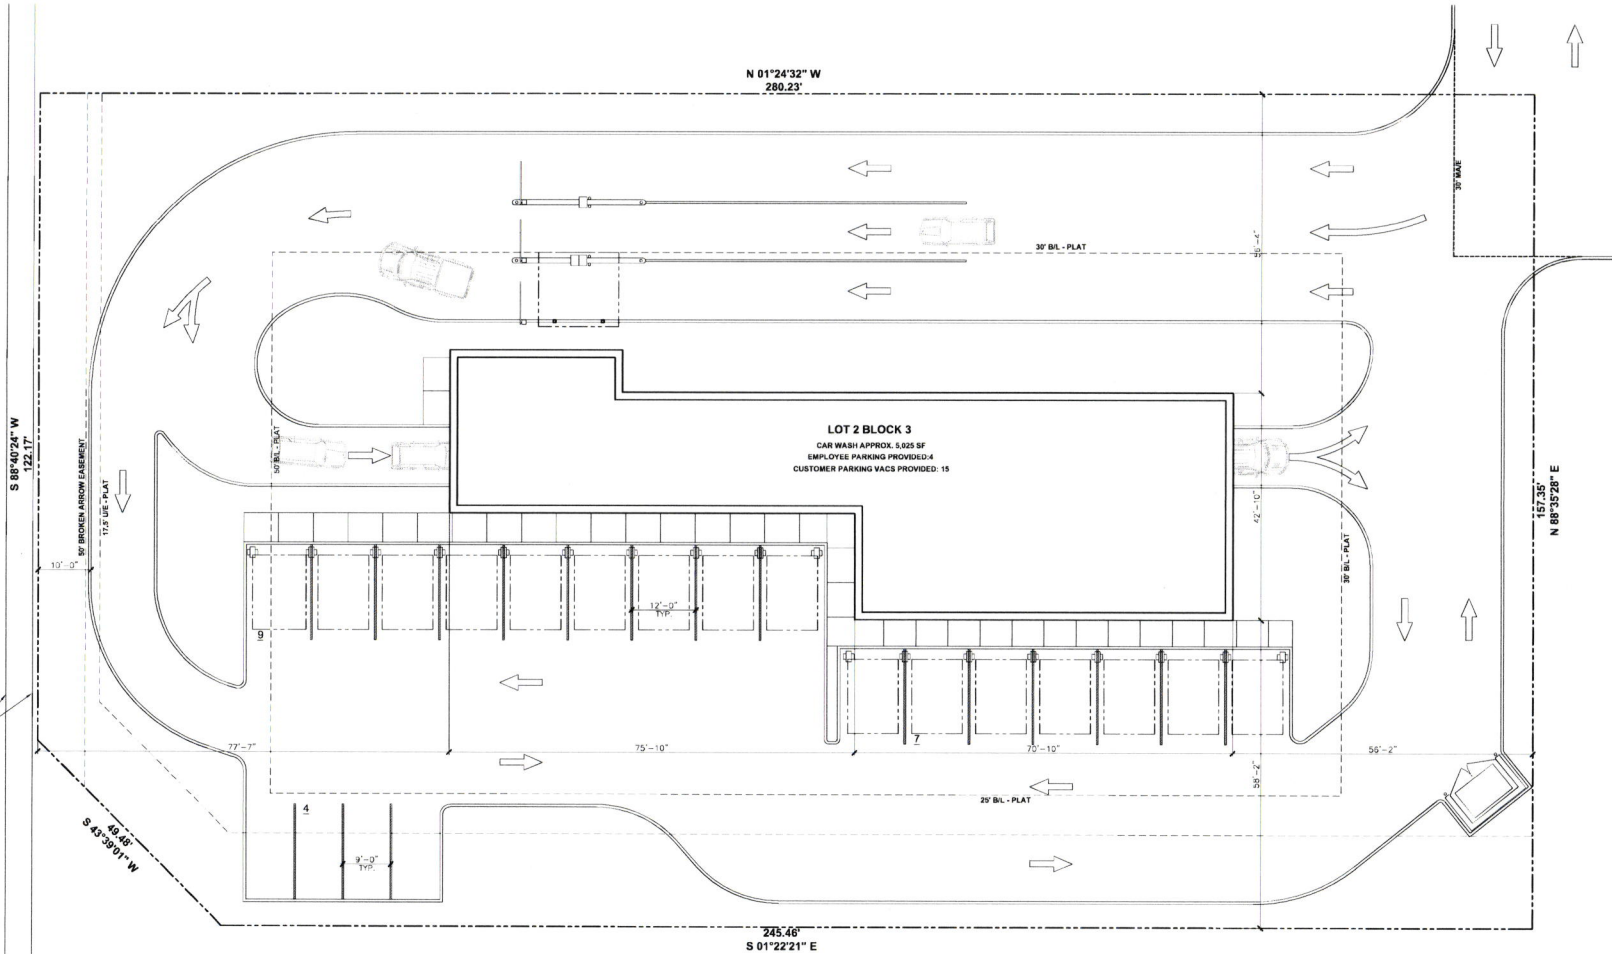 N 01°24'32" W
280.23'
30' MA/E
30' B/L - PLAT
S 88°40'24" W
122.17'
50' BROKEN ARROW EASEMENT
17.5' U/E - PLAT
50' B/L - PLAT
LOT 2 BLOCK 3
CAR WASH APPROX. 5,025 SF
EMPLOYEE PARKING PROVIDED:4
CUSTOMER PARKING VACS PROVIDED: 15
42'-10"
157.35'
N 88°35'28" E
30' B/L - PLAT
10'-0"
12'-0"
TYP.
9
7
77'-7"
75'-10"
70'-10"
56'-2"
58'-2"
25' B/L - PLAT
4
9'-0"
TYP.
49.48'
S 43°39'01" W
245.46'
S 01°22'21" E